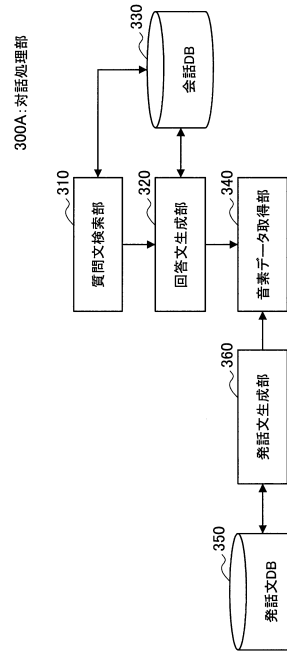 300A:対話処理部
310
質問文検索部
320
回答文生成部
330
会話DB
340
音素データ取得部
350
発話文DB
360
発話文生成部